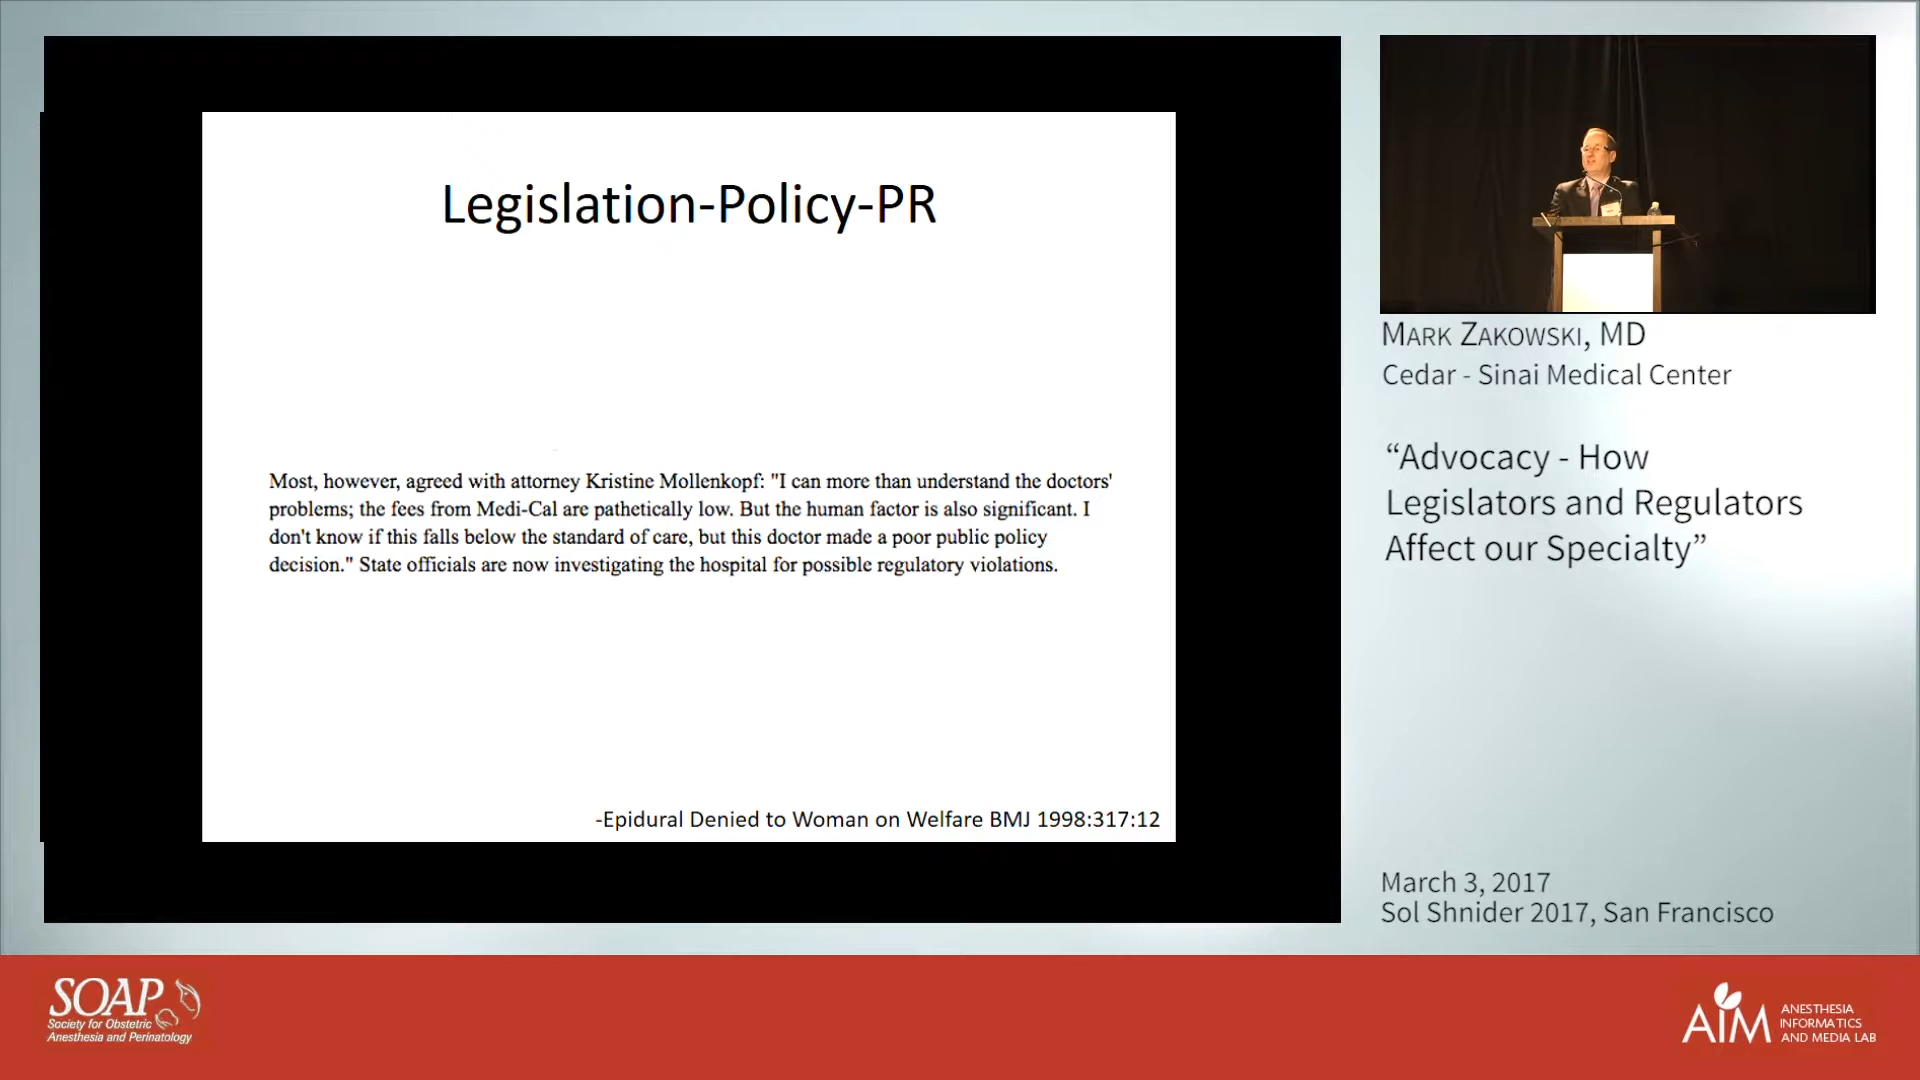 Legislation-Policy-PR
Most, however, agreed with attorney Kristine Mollenkopf: "I can more than understand the doctors'
problems; the fees from Medi-Cal are pathetically low. But the human factor is also significant. I
don't know if this falls below the standard of care, but this doctor made a poor public policy
decision." State officials are now investigating the hospital for possible regulatory violations.
-Epidural Denied to Woman on Welfare BMJ 1998:317:12
MARK ZAKOWSKI, MD
Cedar - Sinai Medical Center
“Advocacy - How
Legislators and Regulators
Affect our Specialty”
March 3, 2017
Sol Shnider 2017, San Francisco
SOAP
Society for Obstetric
Anesthesia and Perinatology
AIM
ANESTHESIA
INFORMATICS
AND MEDIA LAB